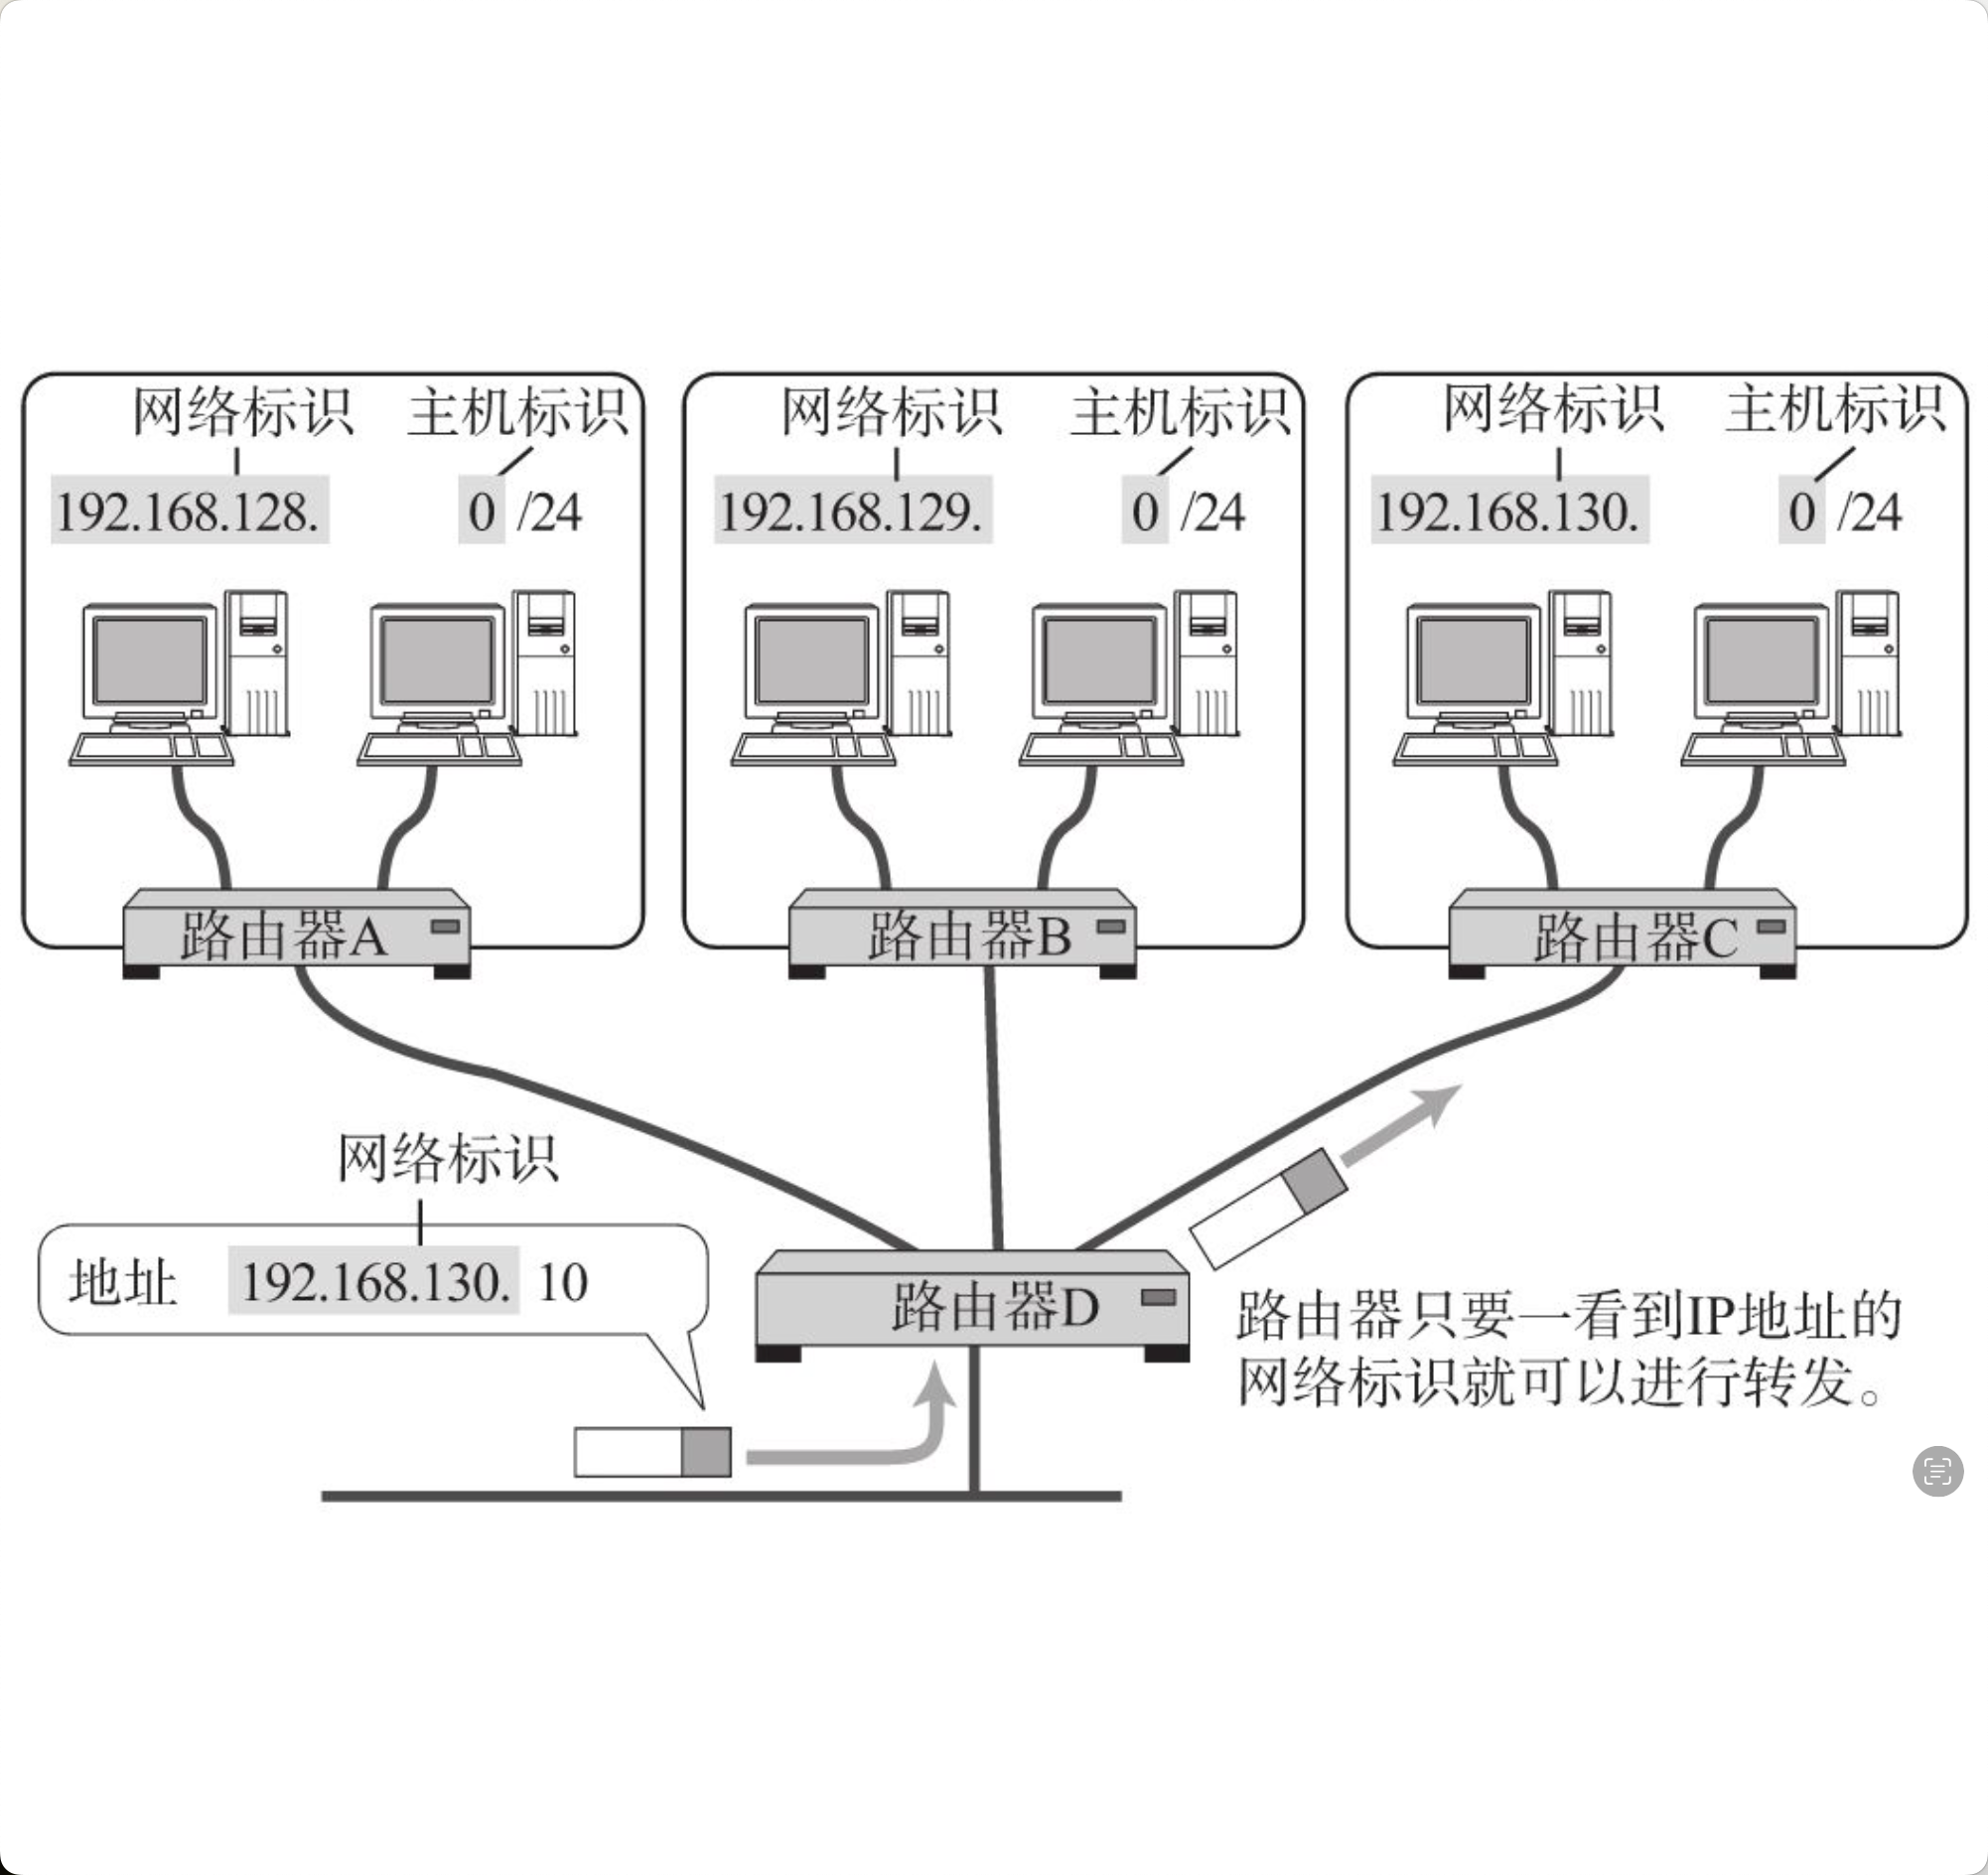 网络标识 主机标识
192.168.128. 0 /24
网络标识 主机标识
192.168.129. 0 /24
网络标识 主机标识
192.168.130. 0 /24
路由器A
路由器B
路由器C
网络标识
地址 192.168.130. 10
路由器D
路由器只要一看到IP地址的
网络标识就可以进行转发。